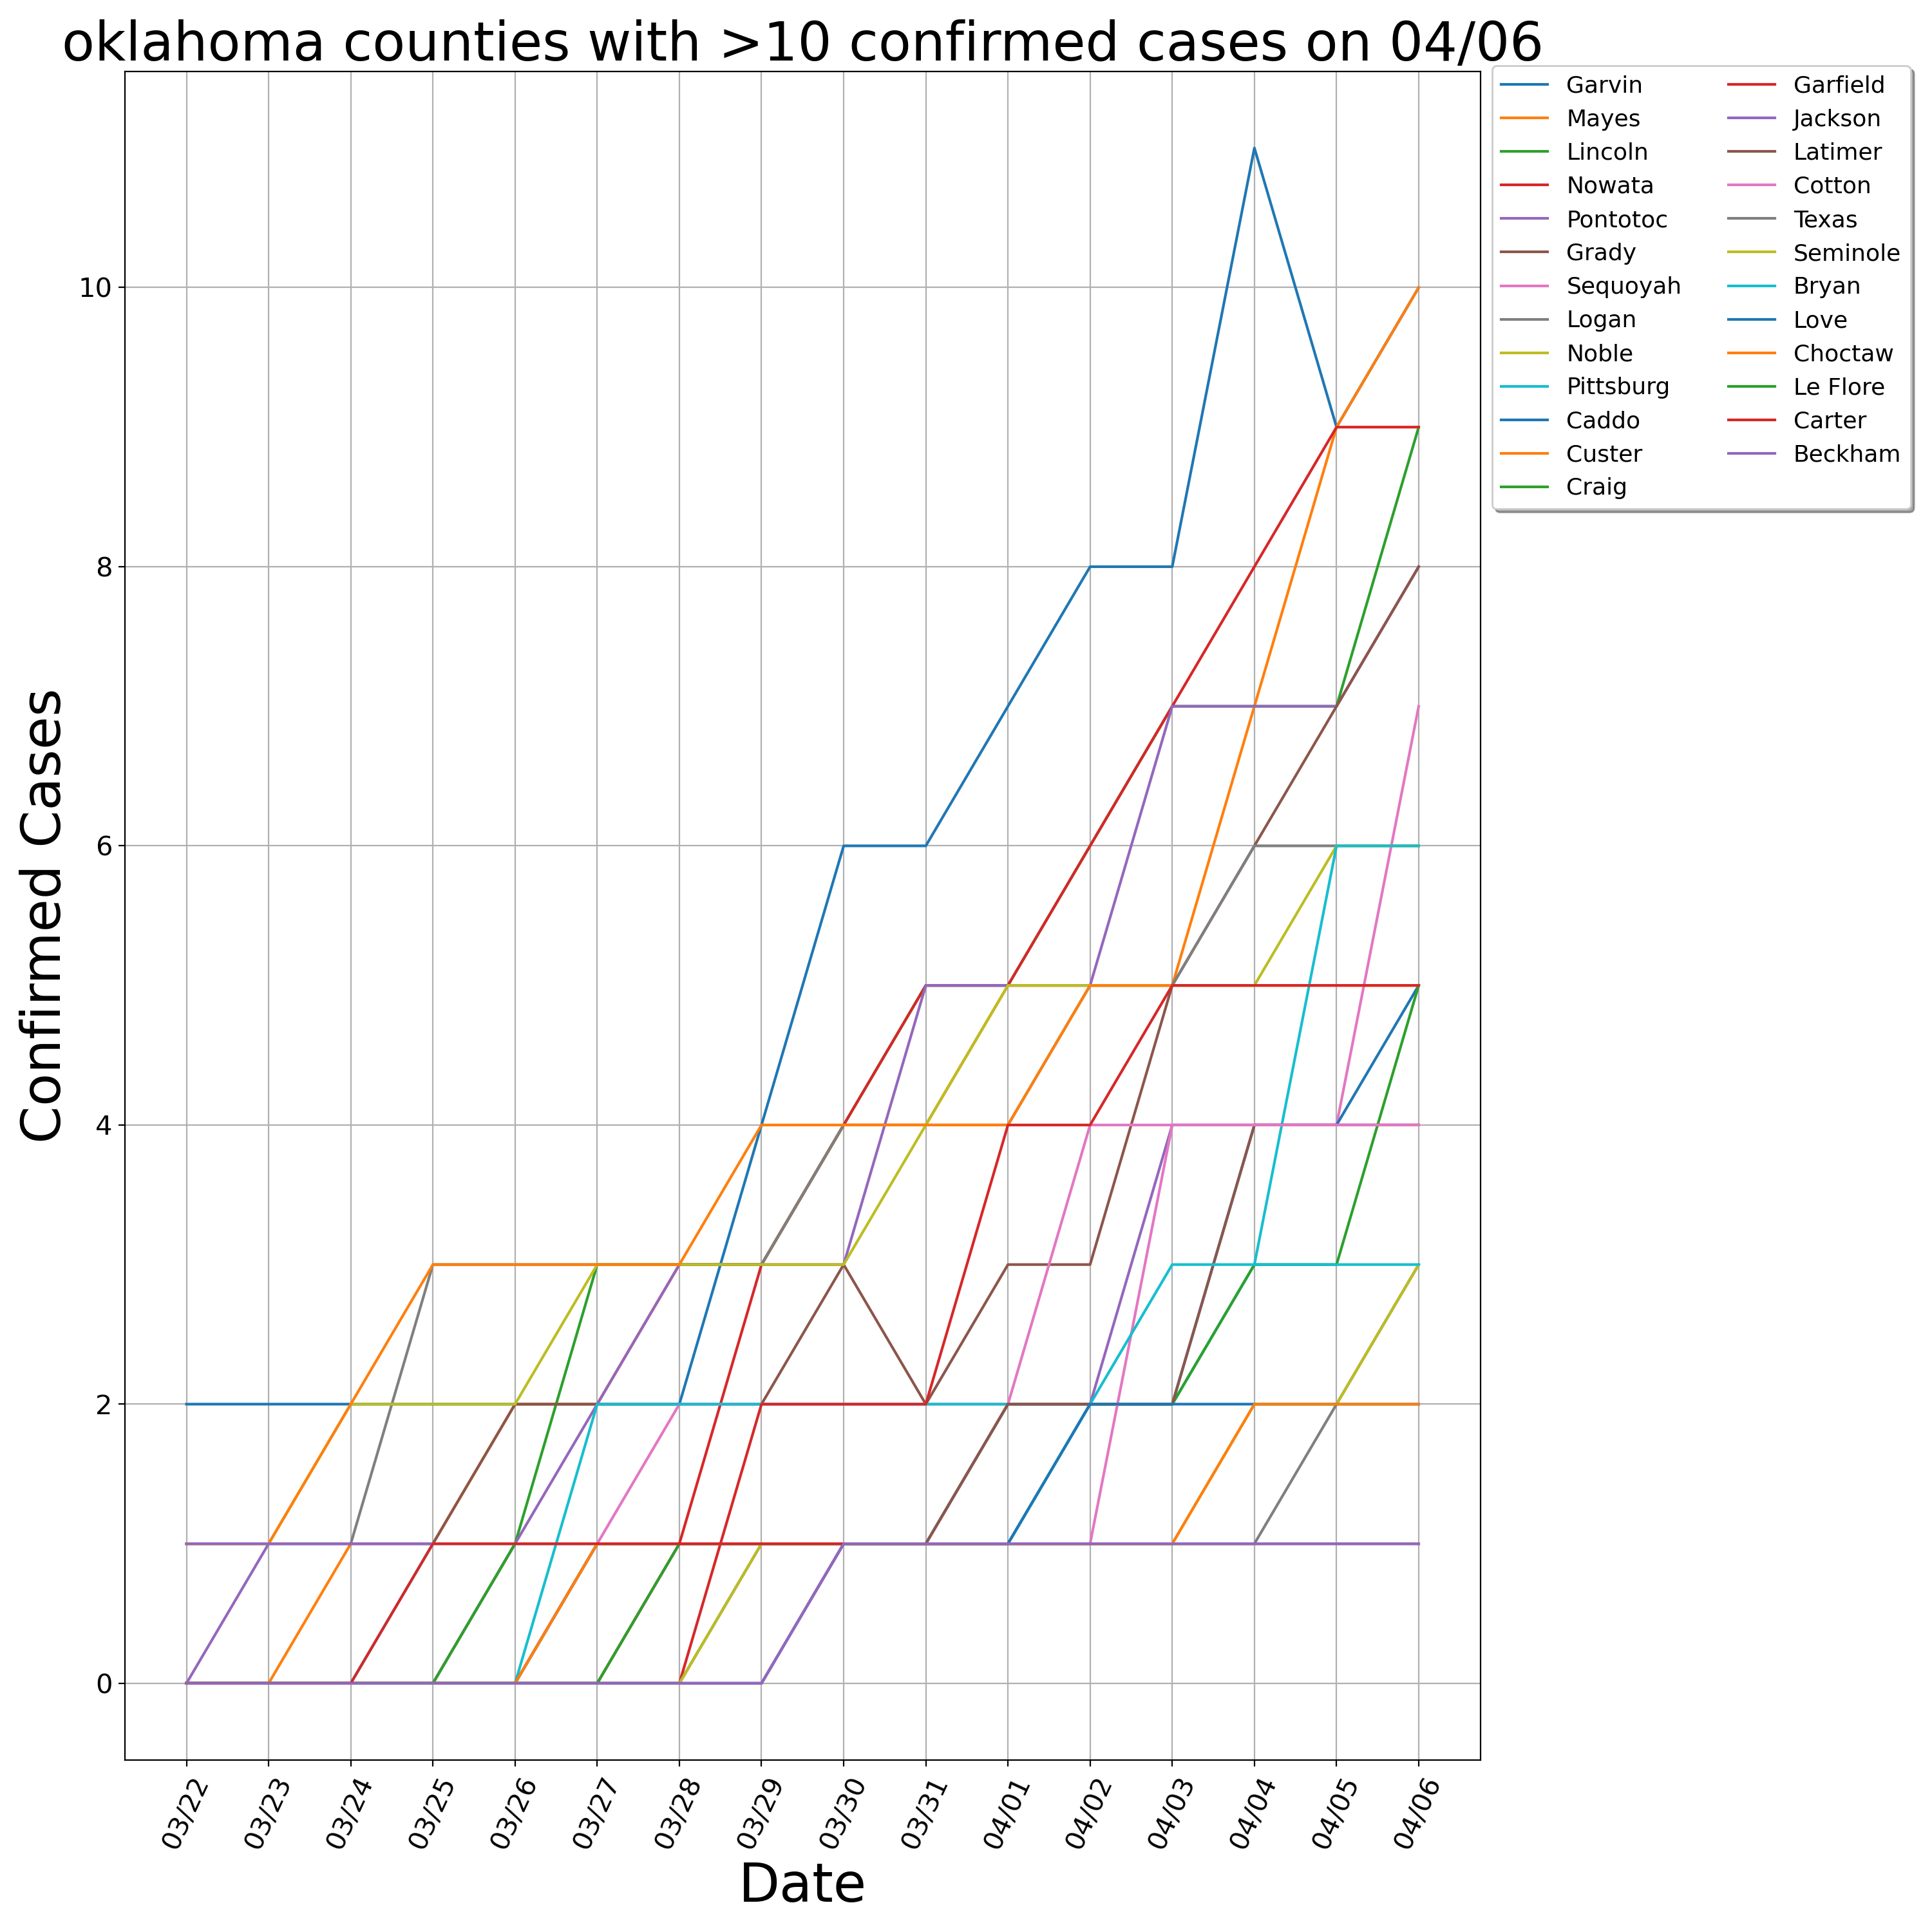 oklahoma counties with >10 confirmed cases on 04/06
Confirmed Cases
10
8
6
4
2
0
03/22
03/23
03/24
03/25
03/26
03/27
03/28
03/29
03/30
03/31
04/01
04/02
04/03
04/04
04/05
04/06
Date
Garvin
Mayes
Lincoln
Nowata
Pontotoc
Grady
Sequoyah
Logan
Noble
Pittsburg
Caddo
Custer
Craig
Garfield
Jackson
Latimer
Cotton
Texas
Seminole
Bryan
Love
Choctaw
Le Flore
Carter
Beckham